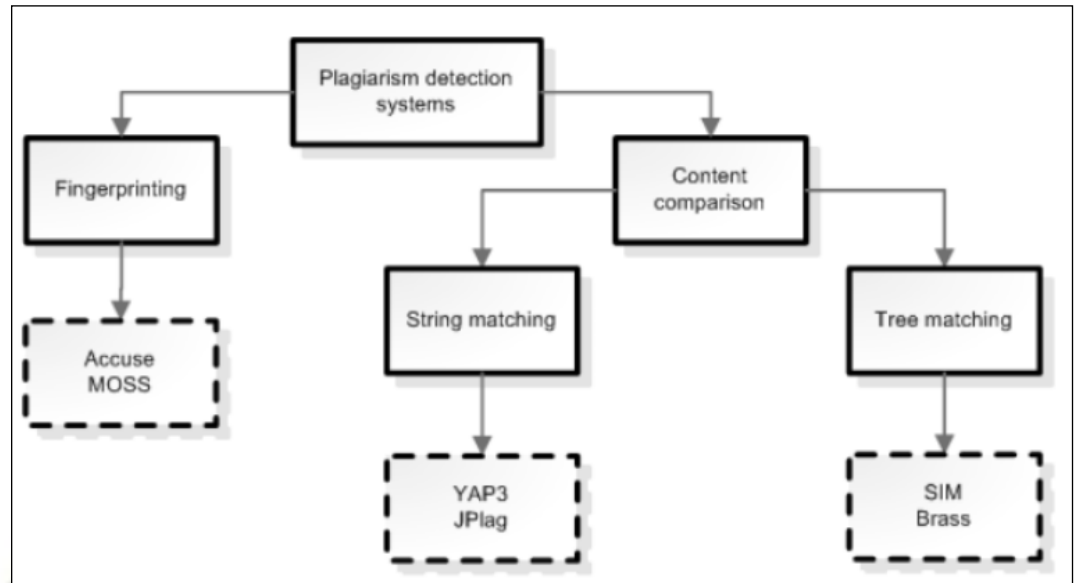 Plagiarism detection
systems
Fingerprinting
Content
comparison
String matching
Tree matching
Accuse
MOSS
YAP3
JPlag
SIM
Brass